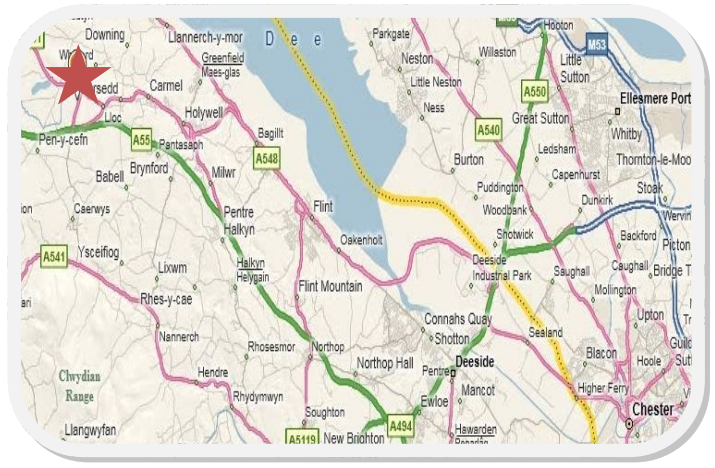 Downing
Llannerch-y-mor
D e e
Parkgate
Hooton
M53
Greenfield
Maes-glas
Willaston
Neston
Little
Sutton
Carmel
Little Neston
A550
Ellesmere Port
Lloc
Holywell
Ness
Great Sutton
A55
Bagillt
A540
Whitby
Pen-y-cefn
Pantasaph
A548
Burton
Ledsham
Thornton-le-Moo
Brynford
Babell
Milwr
Puddington
Capenhurst
Stoak
Caerwys
Pentre
Halkyn
Flint
Woodbank
Dunkirk
Wervin
Oakenholt
Shotwick
Backford
Picton
A541
Ysceifiog
Lixwm
Halkyn
Helygain
Deeside
Industrial Park
Saughall
Caughall
Bridge T
Rhes-y-cae
Flint Mountain
Mollington
Nannerch
Connahs Quay
Shotton
Sealand
Upton
Rhosesmor
Northop
Northop Hall
Deeside
Blacon
Hoole
Guild
Sut
Clwydian
Range
Hendre
Pentre
Higher Ferry
Rhydymwyn
Mancot
Ewloe
Chester
Llangwyfan
Soughton
A5119
New Brighton
A494
Hawarden
Penarlag